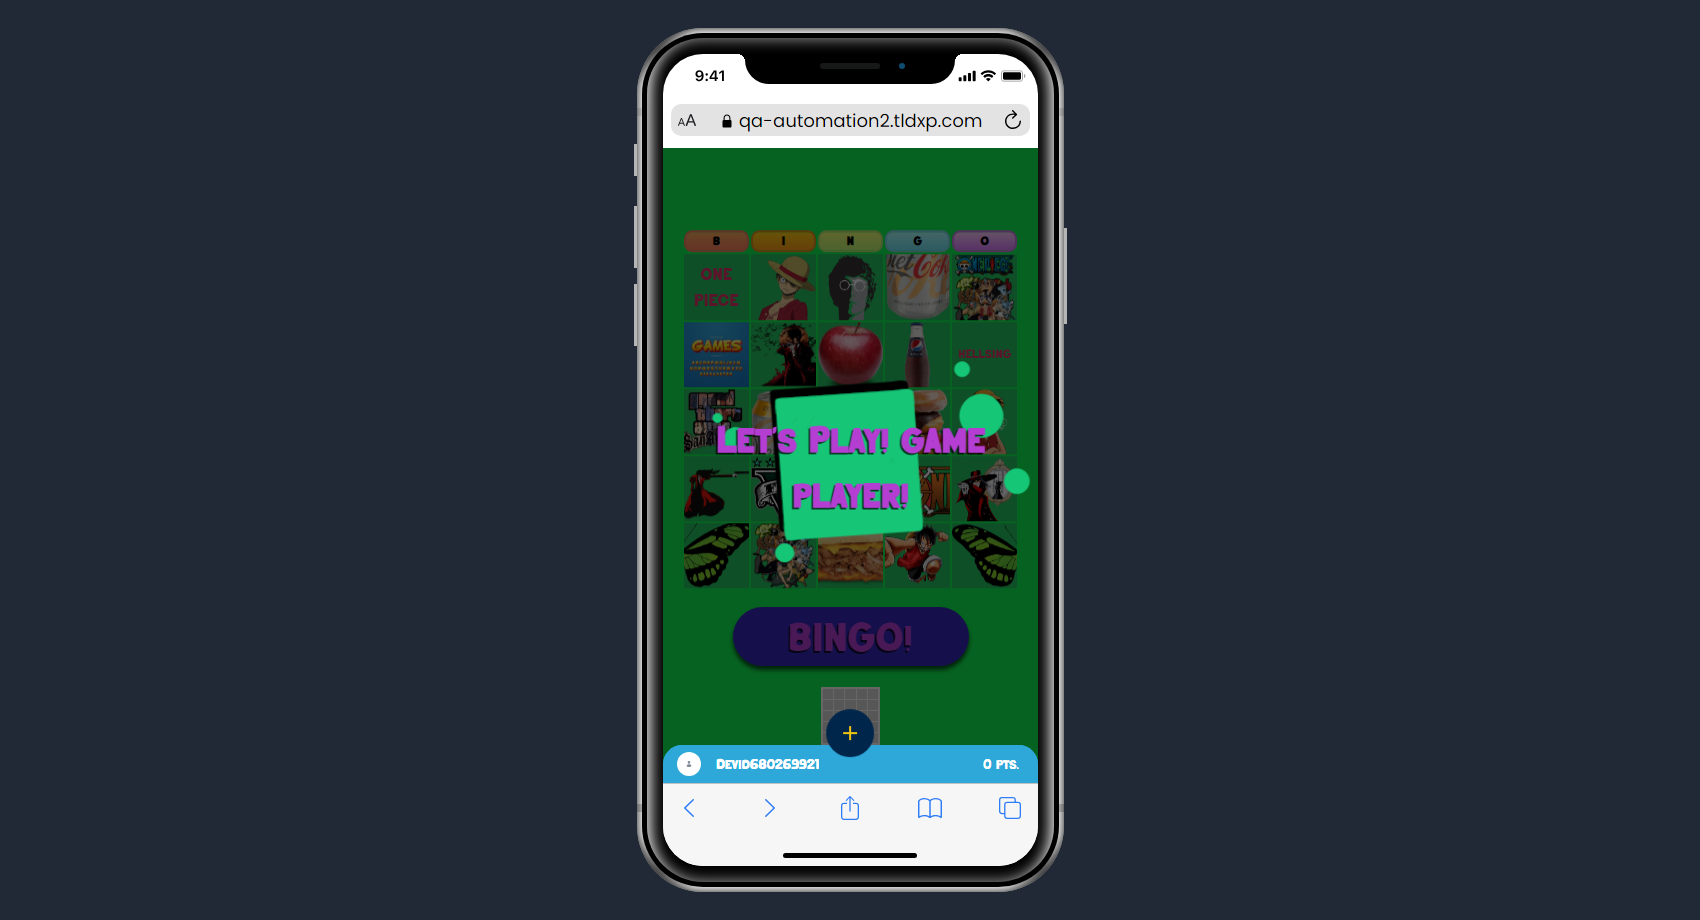 9:41
AA qa-automation2.tldxp.com
B I N G O
ONE
PIECE
GAMES
HELLSING
LET'S PLAY! GAME
PLAYER!
BINGO!
+
DEVID680269921 0 PTS.